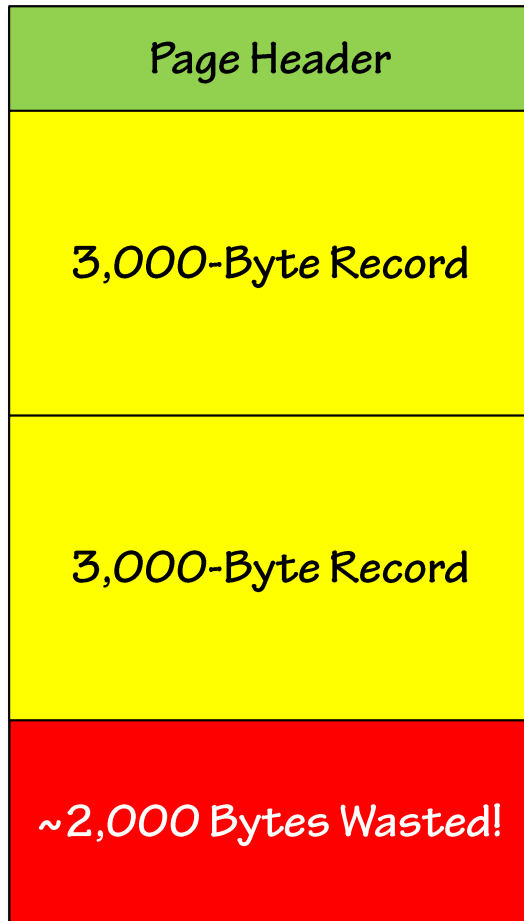 Page Header
3,000-Byte Record
3,000-Byte Record
~2,000 Bytes Wasted!